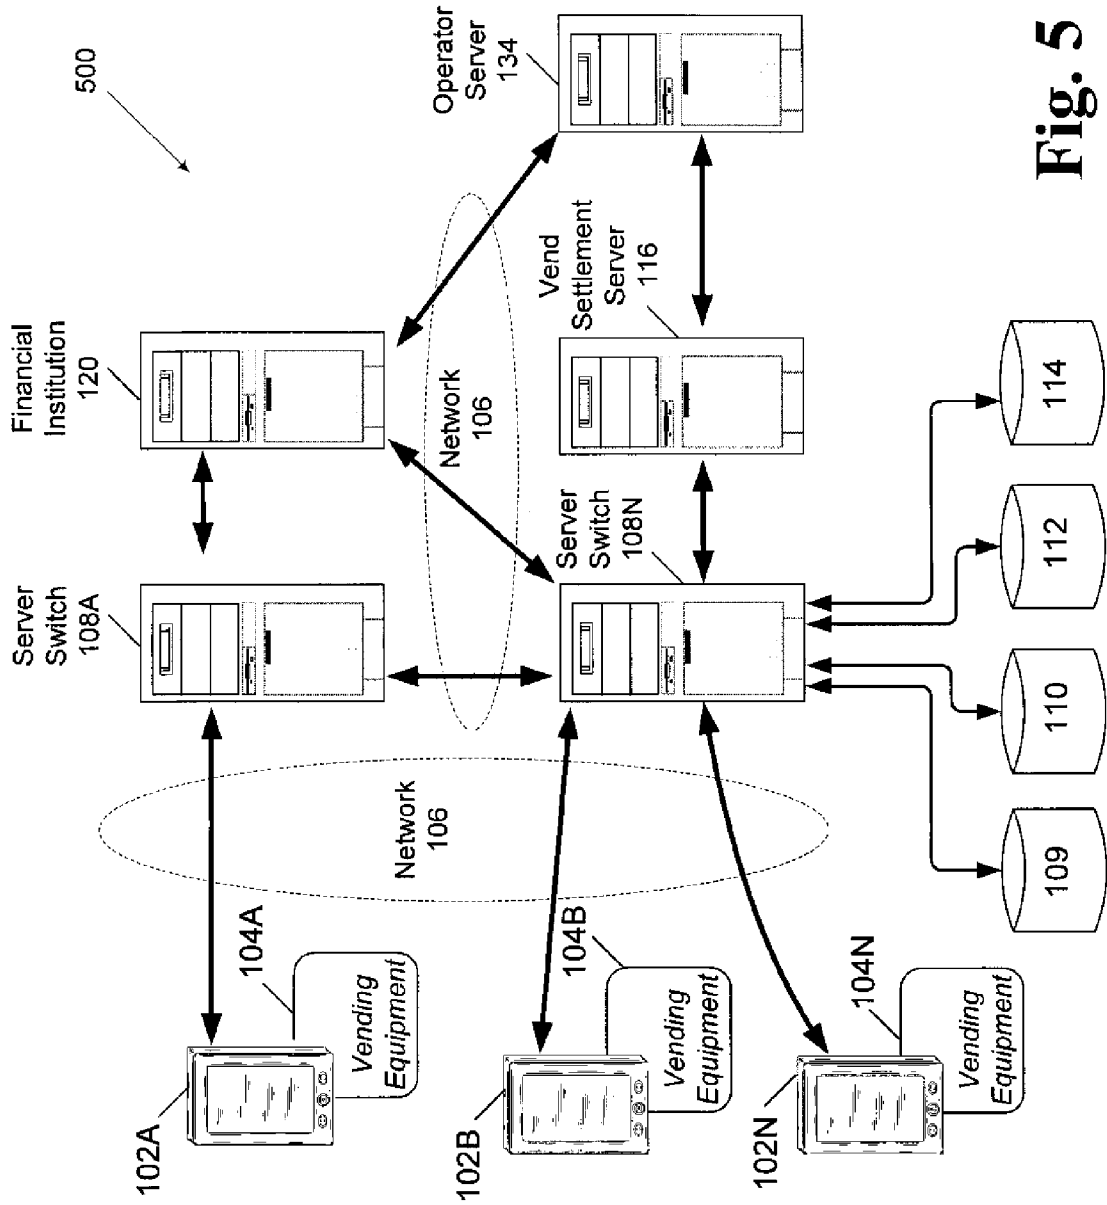 500
Operator
Server
134
Financial
Institution
120
Vend
Settlement
Server
116
Network
106
Server
Switch
108A
Server
Switch
108N
114
112
110
109
Network
106
104A
Vending
Equipment
102A
104B
Vending
Equipment
102B
104N
Vending
Equipment
102N
Fig. 5